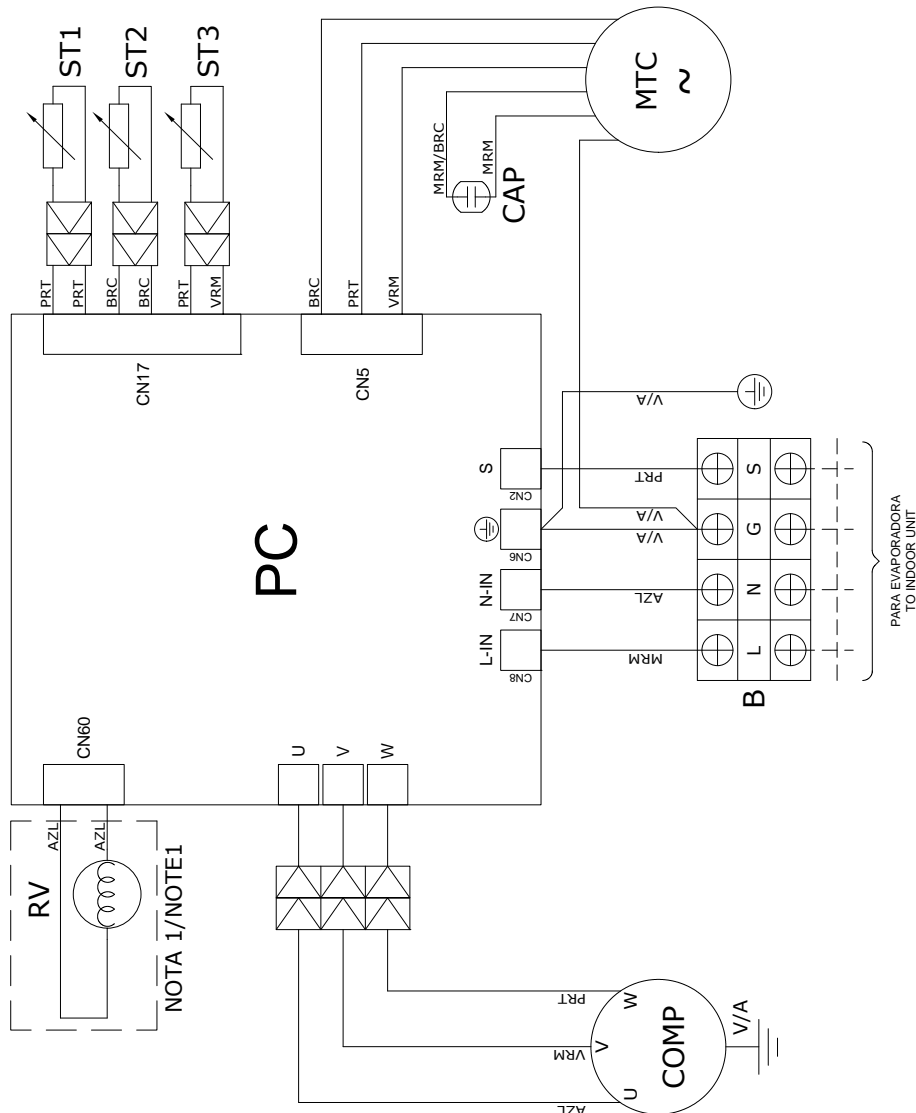 ST1
ST2
ST3
PRT
PRT
BRC
BRC
PRT
VRM
CN17
BRC
PRT
VRM
CN5
MRM/BRC
MRM
CAP
MTC
~
PC
CN60
AZL
AZL
RV
NOTA 1/NOTE1
U
V
W
L-IN
CN8
N-IN
CN7
CN6
S
CN2
MRM
AZL
V/A
V/A
PRT
V/A
B
L
N
G
S
PARA EVAPORADORA
TO INDOOR UNIT
AZL
VRM
PRT
U
V
W
COMP
V/A